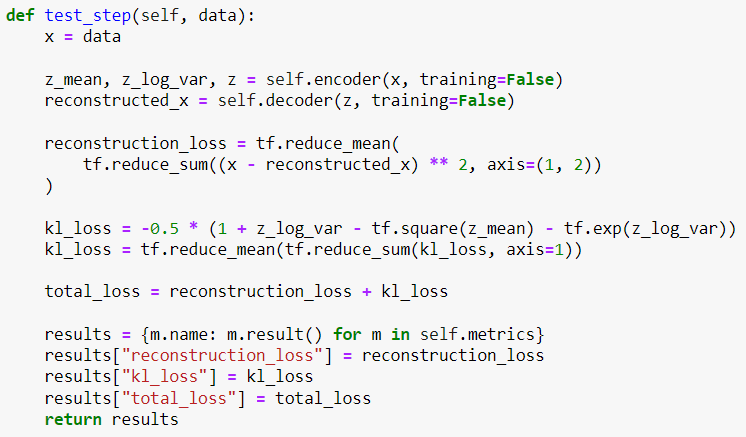 def test_step(self, data):
    x = data

    z_mean, z_log_var, z = self.encoder(x, training=False)
    reconstructed_x = self.decoder(z, training=False)

    reconstruction_loss = tf.reduce_mean(
        tf.reduce_sum((x - reconstructed_x) ** 2, axis=(1, 2))
    )

    kl_loss = -0.5 * (1 + z_log_var - tf.square(z_mean) - tf.exp(z_log_var))
    kl_loss = tf.reduce_mean(tf.reduce_sum(kl_loss, axis=1))

    total_loss = reconstruction_loss + kl_loss

    results = {m.name: m.result() for m in self.metrics}
    results["reconstruction_loss"] = reconstruction_loss
    results["kl_loss"] = kl_loss
    results["total_loss"] = total_loss
    return results